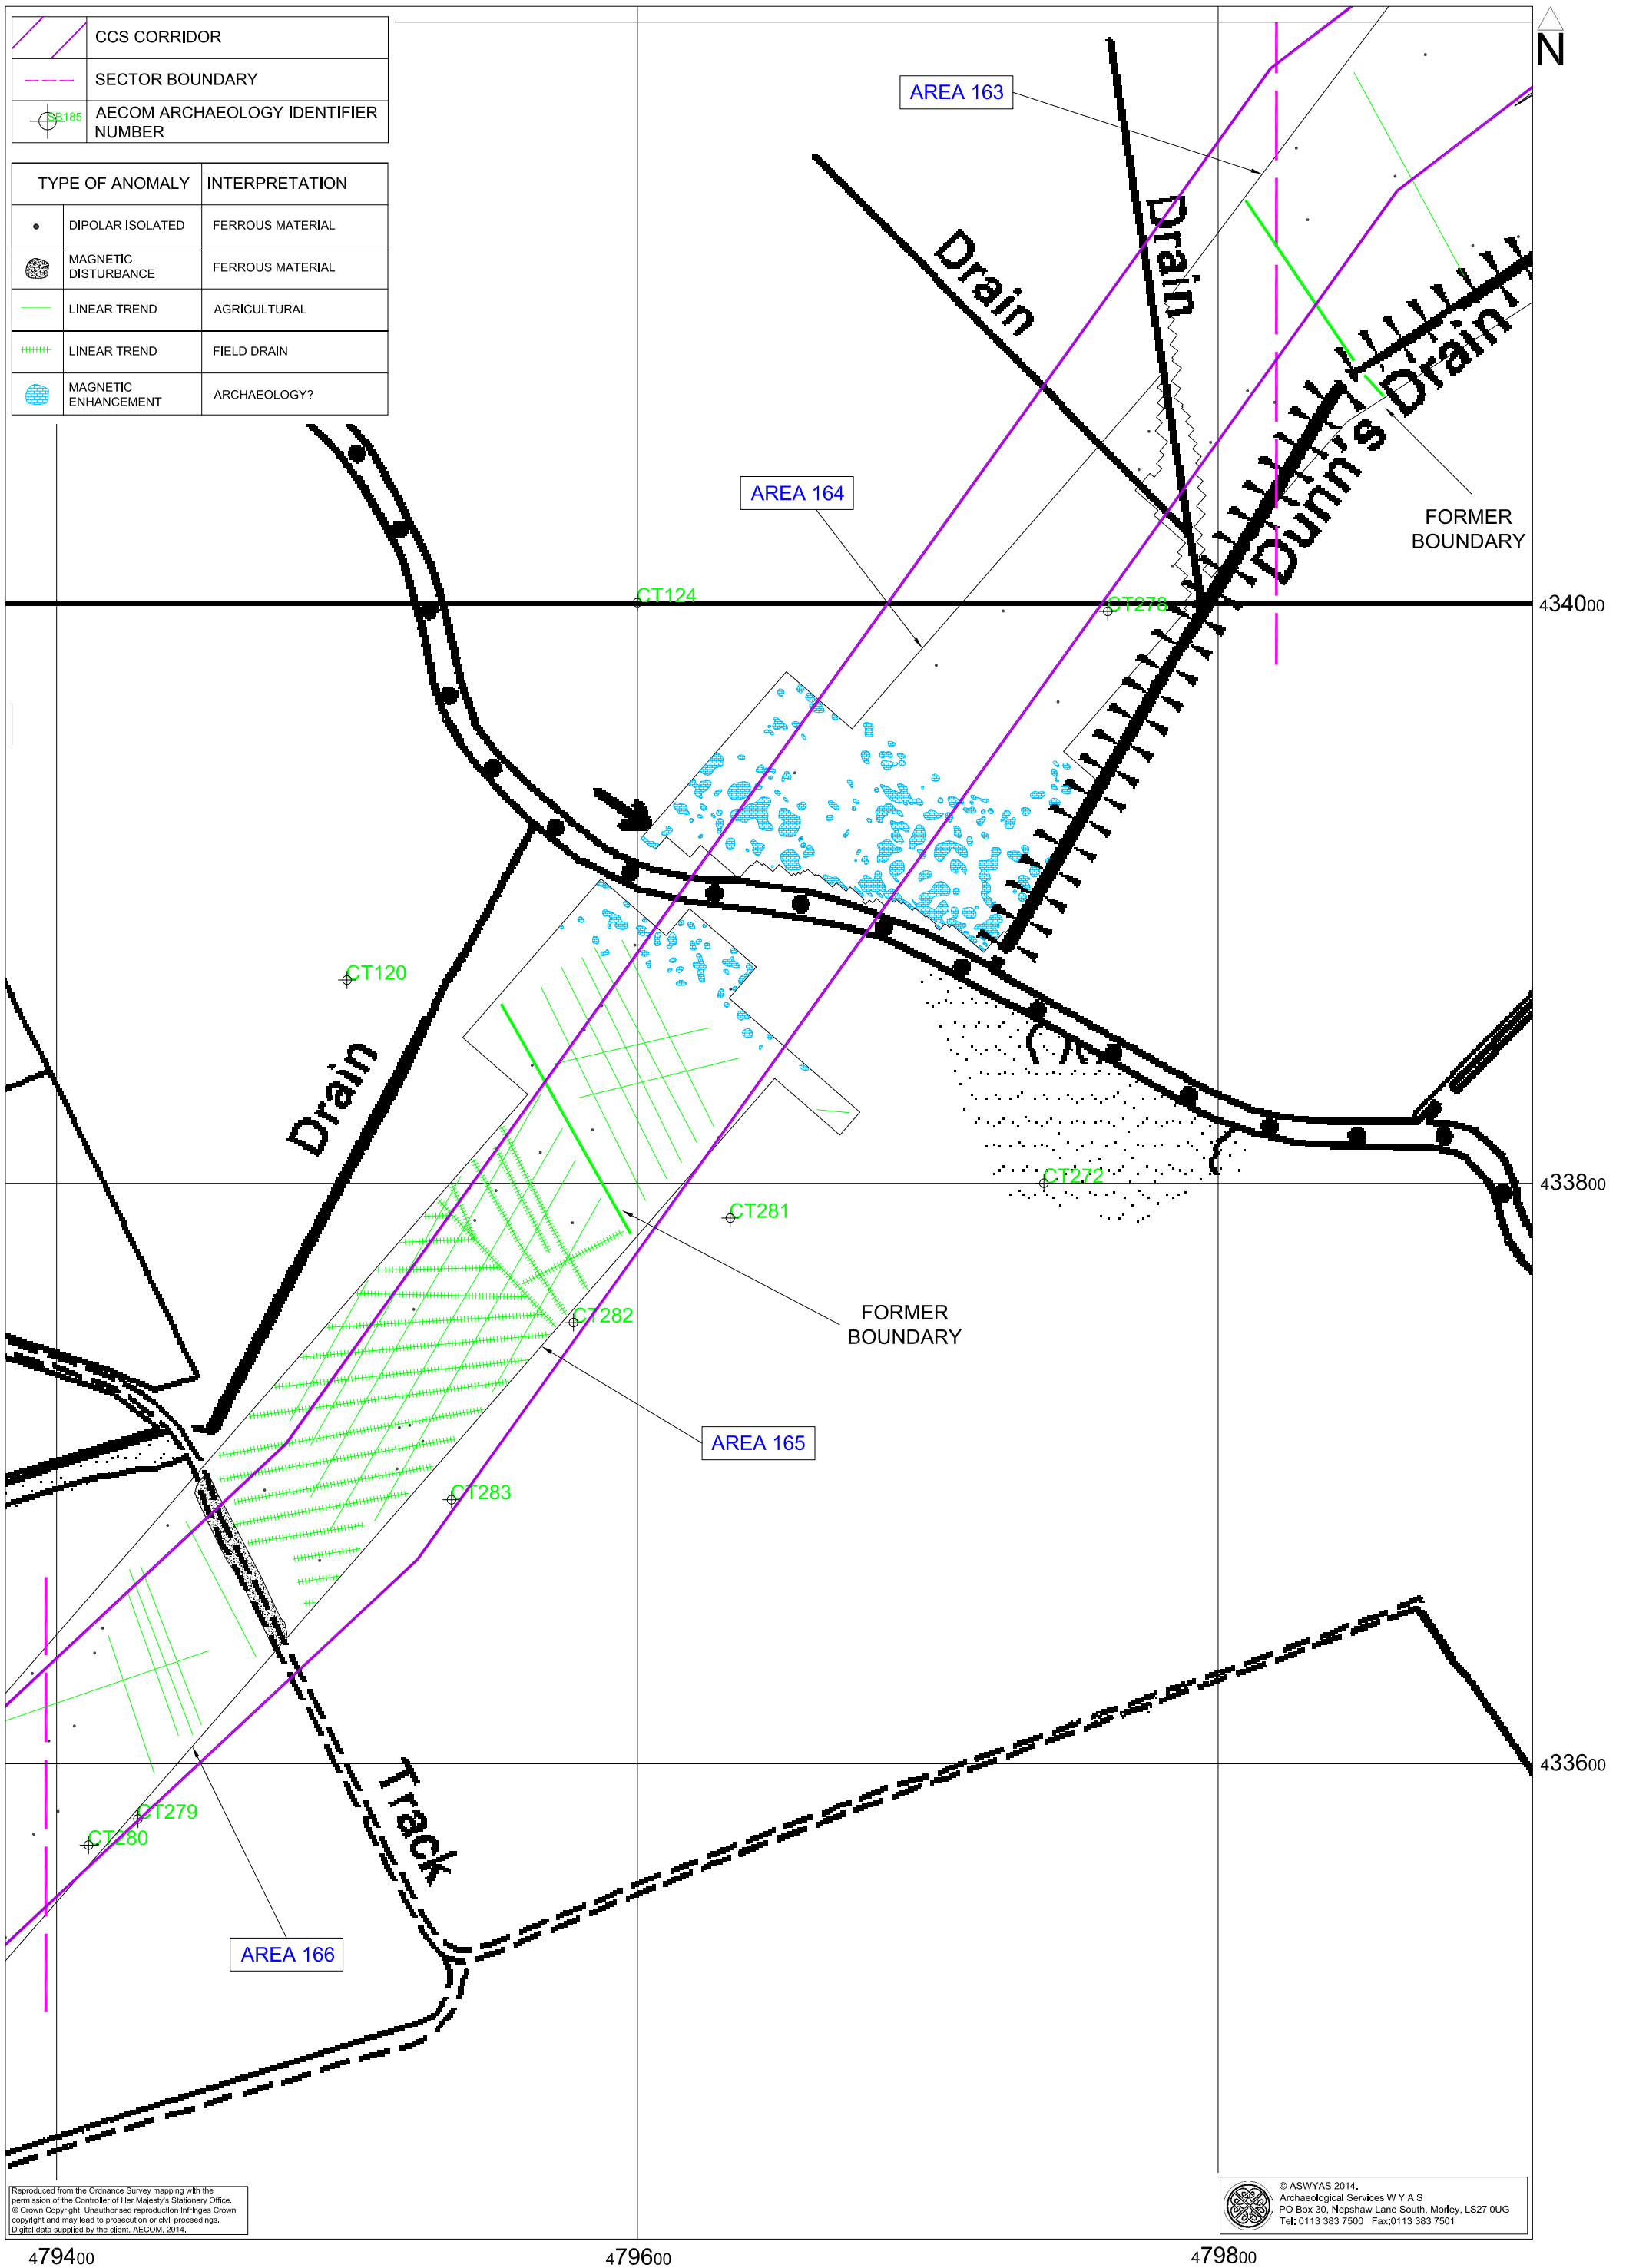 CCS CORRIDOR
SECTOR BOUNDARY
SB185
AECOM ARCHAEOLOGY IDENTIFIER
NUMBER
TYPE OF ANOMALY INTERPRETATION
DIPOLAR ISOLATED FERROUS MATERIAL
MAGNETIC
DISTURBANCE
FERROUS MATERIAL
LINEAR TREND AGRICULTURAL
LINEAR TREND FIELD DRAIN
MAGNETIC
ENHANCEMENT
ARCHAEOLOGY?
N
AREA 163
Drain
Drain
Dunn's Drain
AREA 164
FORMER
BOUNDARY
CT124
CT278
434000
CT120
Drain
CT272
433800
CT281
FORMER
BOUNDARY
CT282
AREA 165
CT283
433600
Track
CT279
CT280
AREA 166
Reproduced from the Ordnance Survey mapping with the
permission of the Controller of Her Majesty's Stationery Office.
© Crown Copyright, Unauthorised reproduction infringes Crown
copyright and may lead to prosecution or civil proceedings.
Digital data supplied by the client, AECOM, 2014.
© ASWYAS 2014.
Archaeological Services W Y A S
PO Box 30, Nepshaw Lane South, Morley, LS27 0UG
Tel: 0113 383 7500 Fax:0113 383 7501
479400
479600
479800